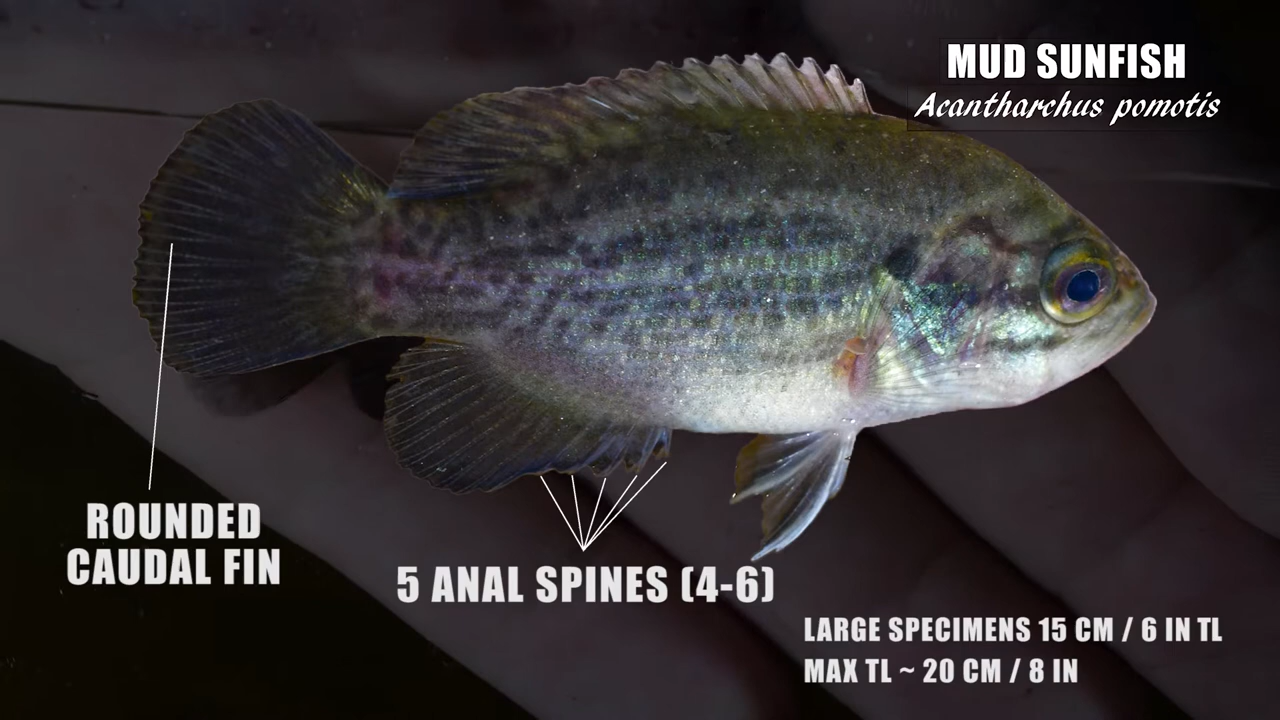 MUD SUNFISH
Acantharchus pomotis
ROUNDED
CAUDAL FIN
5 ANAL SPINES (4-6)
LARGE SPECIMENS 15 CM / 6 IN TL
MAX TL ~ 20 CM / 8 IN